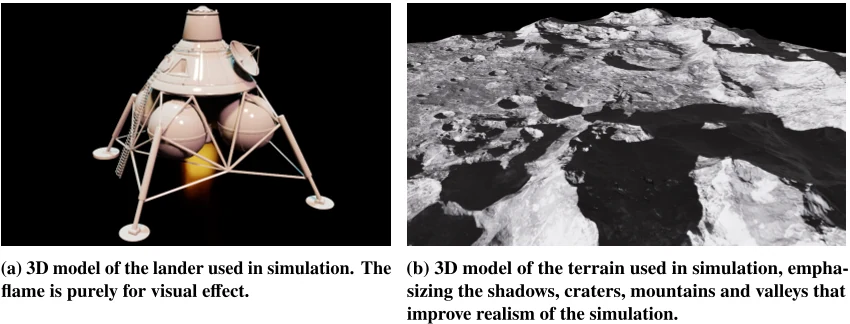 (a) 3D model of the lander used in simulation. The
flame is purely for visual effect.
(b) 3D model of the terrain used in simulation, empha-
sizing the shadows, craters, mountains and valleys that
improve realism of the simulation.